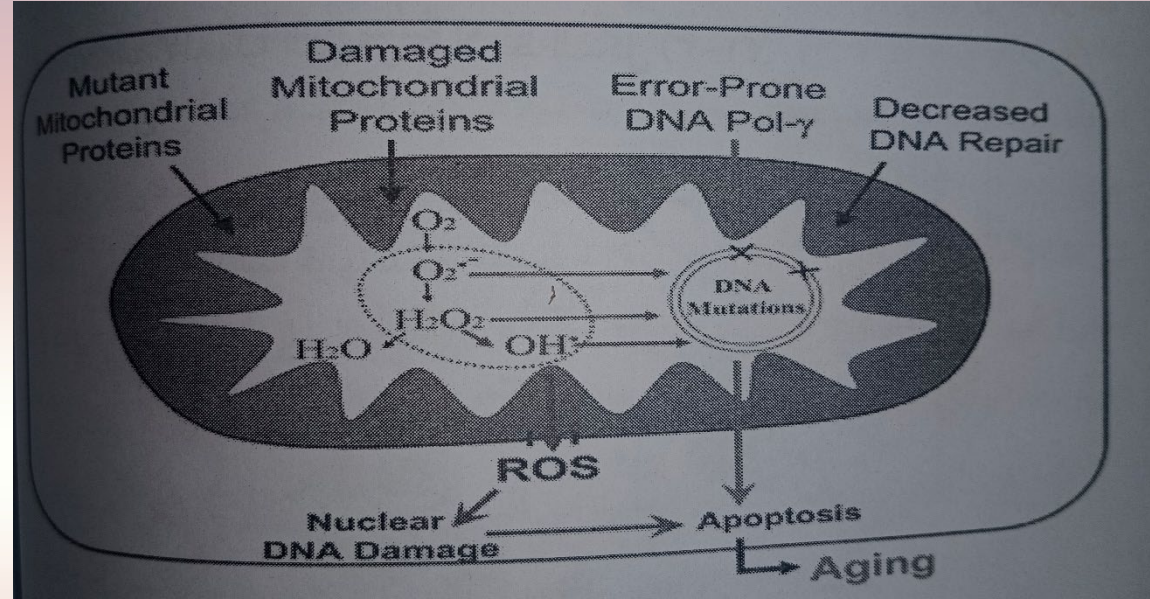 Mutant
Mitochondrial
Proteins
Damaged
Mitochondrial
Proteins
Error-Prone
DNA Pol-γ
Decreased
DNA Repair
O₂
O₂•-
H₂O₂
H₂O
OH•
DNA
Mutations
ROS
Nuclear
DNA Damage
Apoptosis
Aging